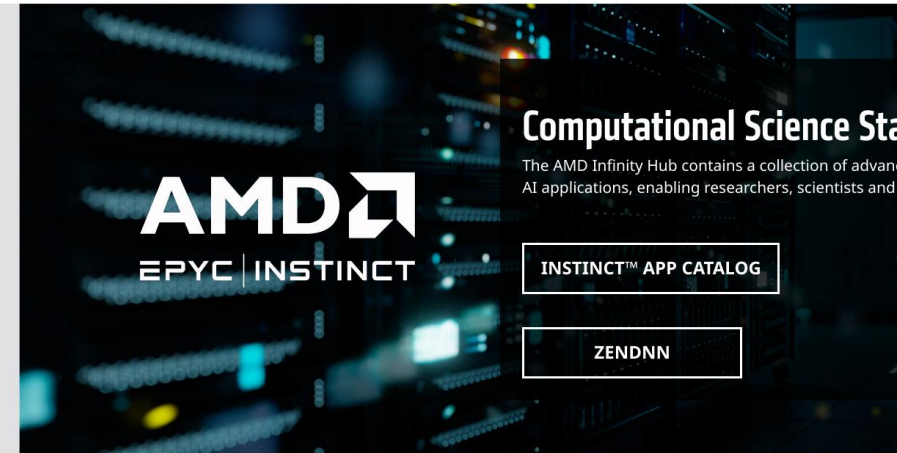 AMD
EPYC | INSTINCT
Computational Science Sta
The AMD Infinity Hub contains a collection of advan
AI applications, enabling researchers, scientists and
INSTINCT™ APP CATALOG
ZENDNN